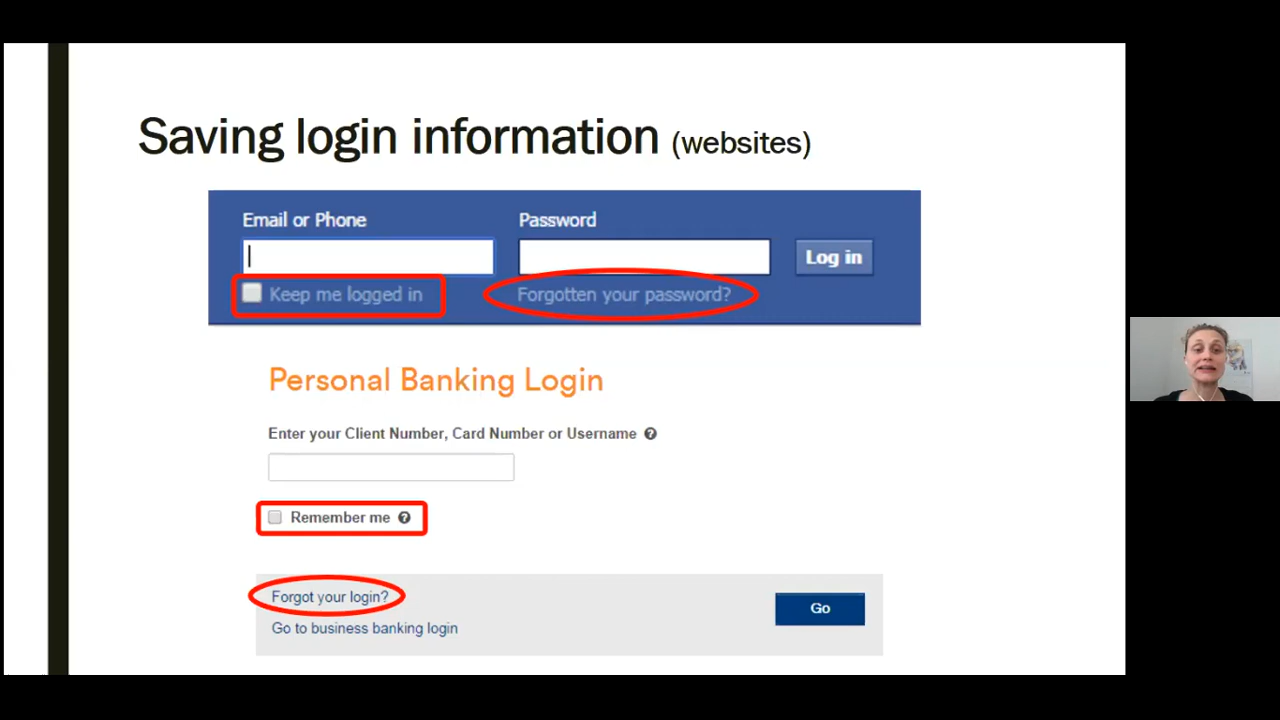 Saving login information (websites)
Email or Phone Password
Log in
Keep me logged in Forgotten your password?
Personal Banking Login
Enter your Client Number, Card Number or Username ?
Remember me ?
Forgot your login?
Go
Go to business banking login